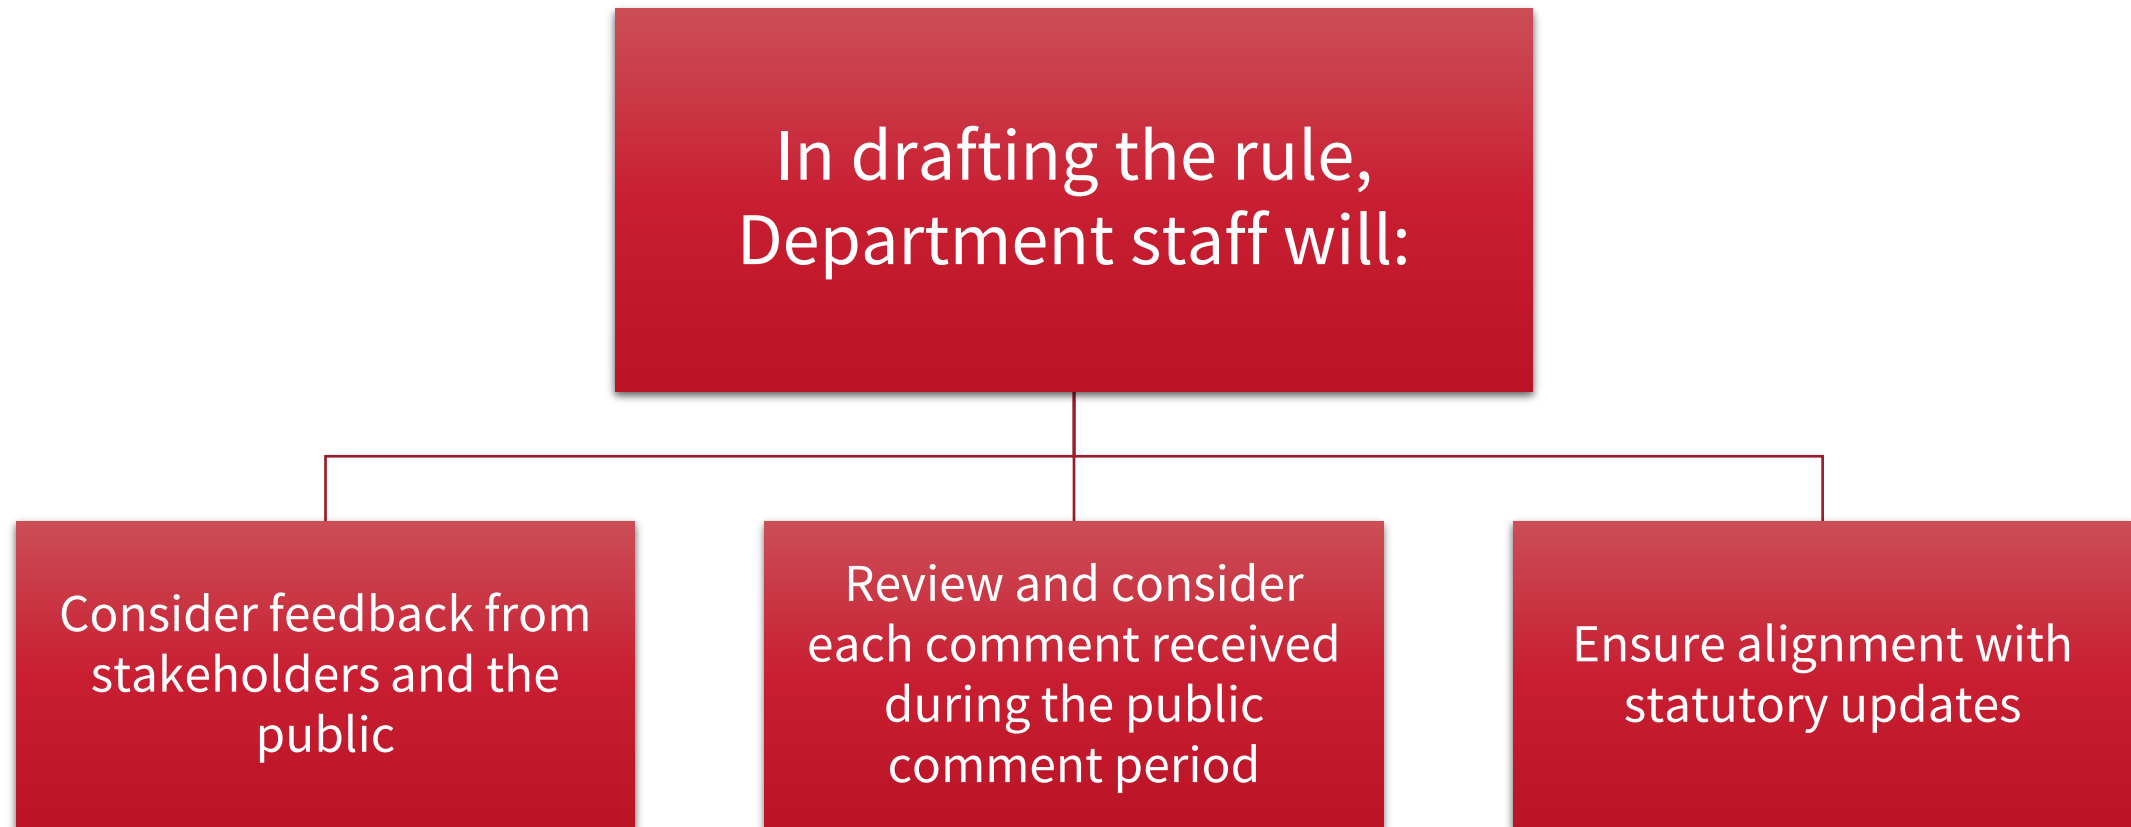 In drafting the rule,
Department staff will:
Consider feedback from
stakeholders and the
public
Review and consider
each comment received
during the public
comment period
Ensure alignment with
statutory updates